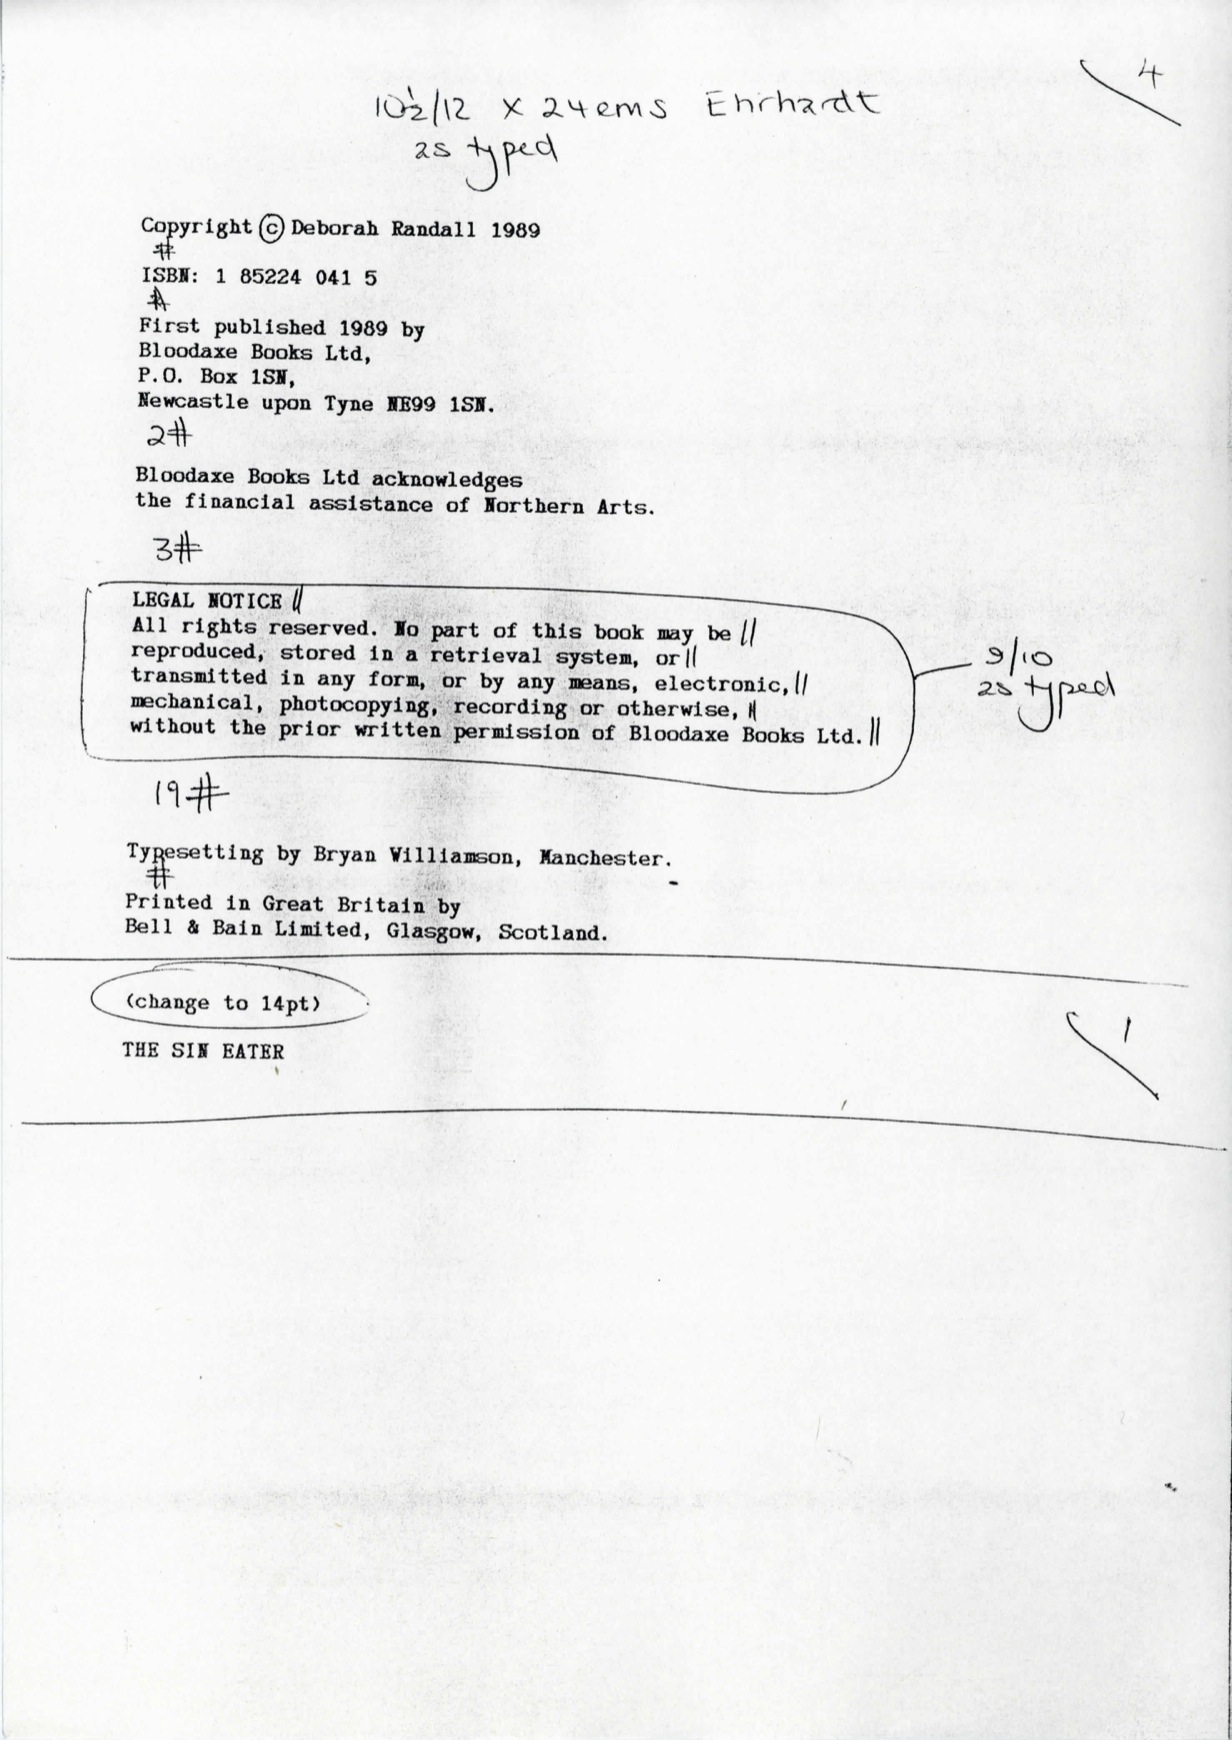 4
10½/12 x 24ems Ehrhardt
as typed
Copyright © Deborah Randall 1989
#
ISBN: 1 85224 041 5
#
First published 1989 by
Bloodaxe Books Ltd,
P.O. Box 1SN,
Newcastle upon Tyne NE99 1SN.
2#
Bloodaxe Books Ltd acknowledges
the financial assistance of Northern Arts.
3#
LEGAL NOTICE //
All rights reserved. No part of this book may be //
reproduced, stored in a retrieval system, or //
transmitted in any form, or by any means, electronic, //
mechanical, photocopying, recording or otherwise, //
without the prior written permission of Bloodaxe Books Ltd. //
9/10
as typed
19#
Typesetting by Bryan Williamson, Manchester.
#
Printed in Great Britain by
Bell & Bain Limited, Glasgow, Scotland.
(change to 14pt)
1
THE SIN EATER